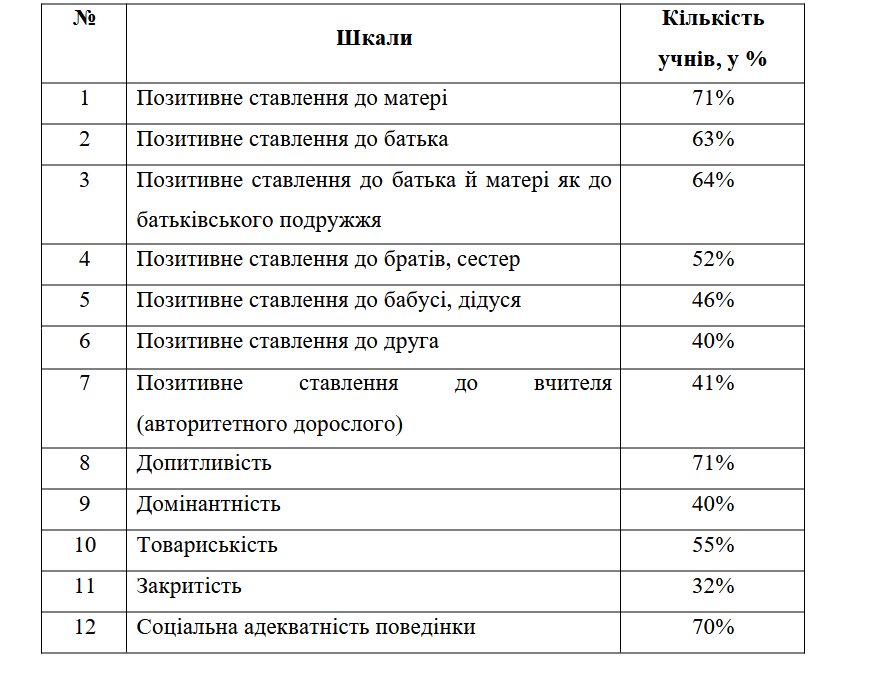 № Шкали Кількість
учнів, у %
1 Позитивне ставлення до матері 71%
2 Позитивне ставлення до батька 63%
3 Позитивне ставлення до батька й матері як до 64%
батьківського подружжя
4 Позитивне ставлення до братів, сестер 52%
5 Позитивне ставлення до бабусі, дідуся 46%
6 Позитивне ставлення до друга 40%
7 Позитивне ставлення до вчителя 41%
(авторитетного дорослого)
8 Допитливість 71%
9 Домінантність 40%
10 Товариськість 55%
11 Закритість 32%
12 Соціальна адекватність поведінки 70%